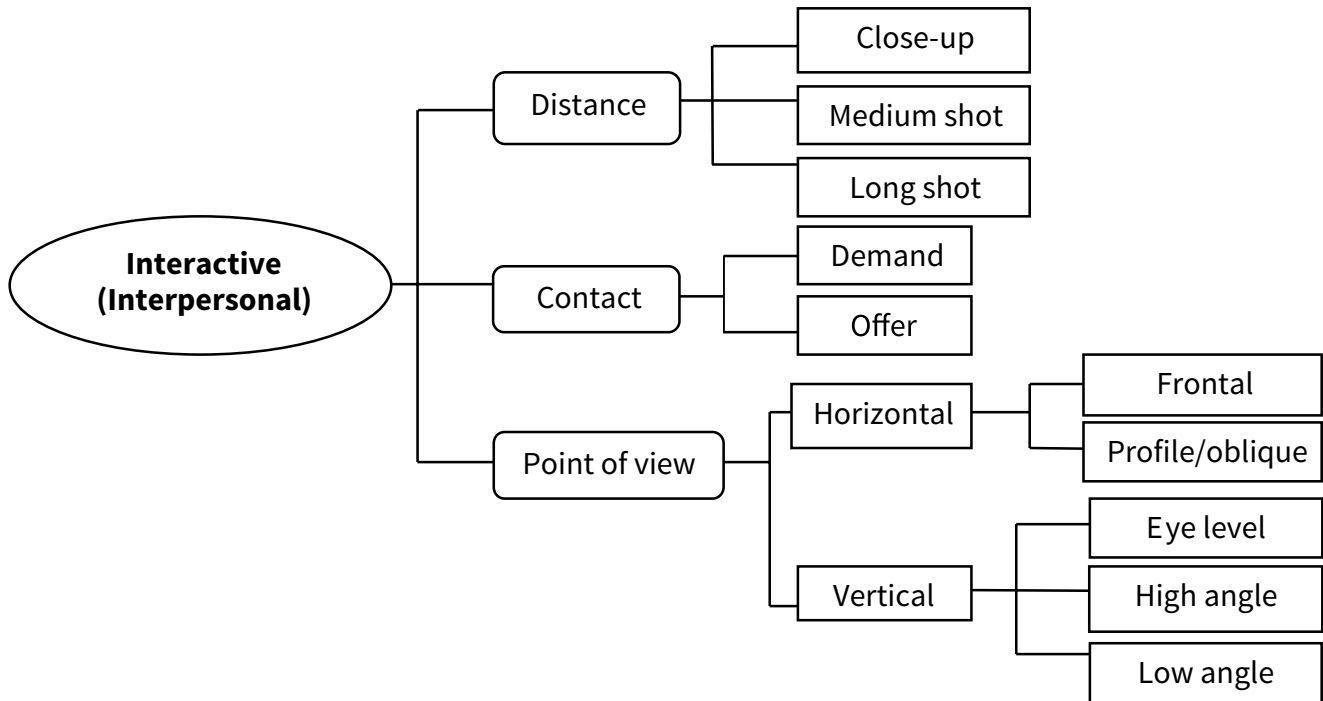 Interactive
(Interpersonal)
Distance
Close-up
Medium shot
Long shot
Contact
Demand
Offer
Point of view
Horizontal
Frontal
Profile/oblique
Vertical
Eye level
High angle
Low angle